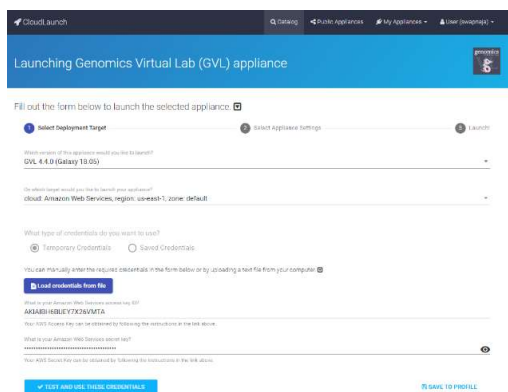 CloudLaunch
Catalog Public Appliances My Appliances User (swapnaja)
Launching Genomics Virtual Lab (GVL) appliance
genomics
Fill out the form below to launch the selected appliance.
1 Select Deployment Target 2 Select Appliance Settings 3 Launch
Which version of this appliance would you like to launch?
GVL 4.4.0 (Galaxy 18.05)
On which target would you like to launch your appliance?
cloud: Amazon Web Services, region: us-east-1, zone: default
What type of credentials do you want to use?
Temporary Credentials Saved Credentials
You can manually enter the required credentials in the form below or by uploading a text file from your computer.
Load credentials from file
What is your Amazon Web Services access key ID?
Your AWS Access Key can be obtained by following the instructions in the link above.
What is your Amazon Web Services secret key?
Your AWS Secret Key can be obtained by following the instructions in the link above.
TEST AND USE THESE CREDENTIALS SAVE TO PROFILE